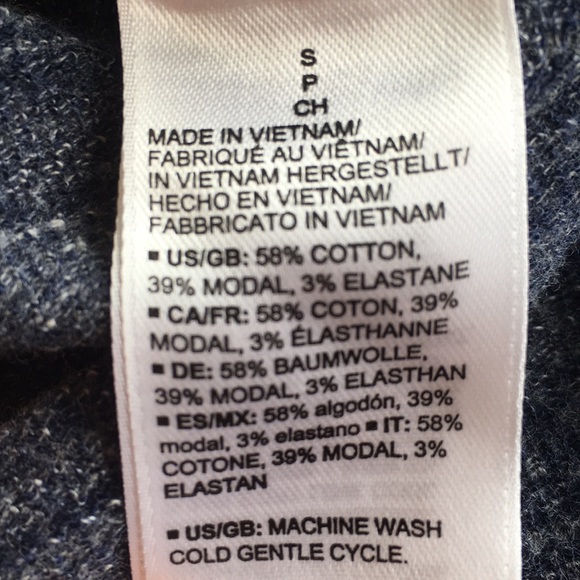 S
P
CH
MADE IN VIETNAM/
FABRIQUÉ AU VIÊTNAM/
IN VIETNAM HERGESTELLT/
HECHO EN VIETNAM/
FABBRICATO IN VIETNAM
▪ US/GB: 58% COTTON,
39% MODAL, 3% ELASTANE
▪ CA/FR: 58% COTON, 39%
MODAL, 3% ÉLASTHANNE
▪ DE: 58% BAUMWOLLE,
39% MODAL, 3% ELASTHAN
▪ ES/MX: 58% algodón, 39%
modal, 3% elastano ▪ IT: 58%
COTONE, 39% MODAL, 3%
ELASTAN
▪ US/GB: MACHINE WASH
COLD GENTLE CYCLE.